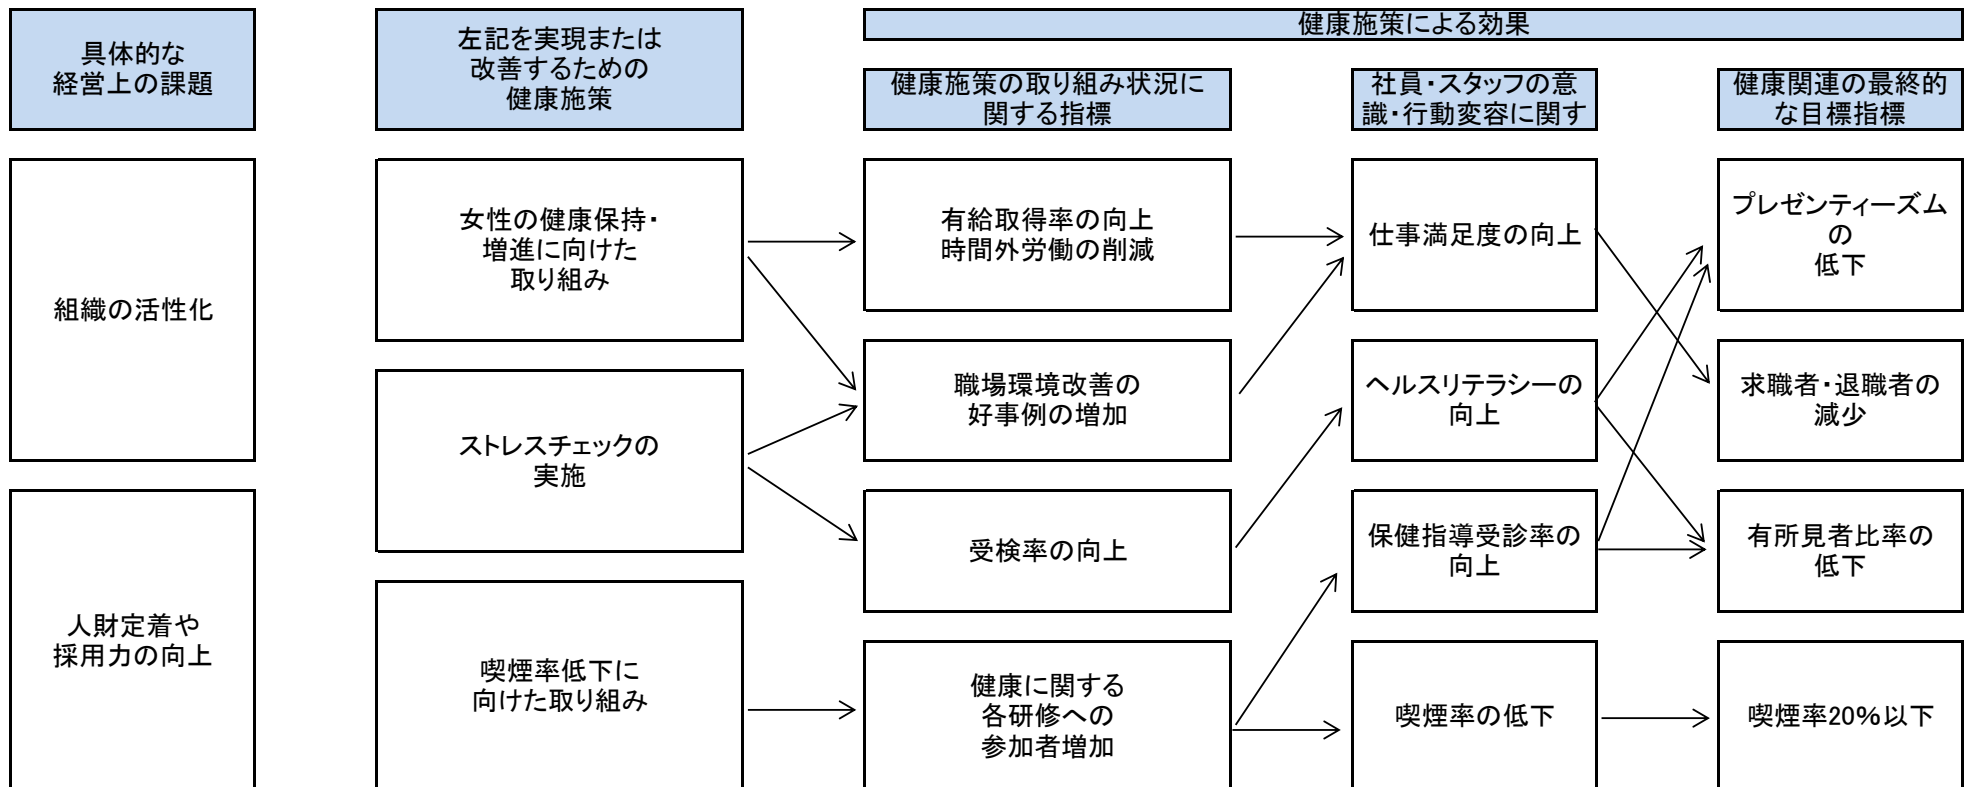 具体的な
経営上の課題
左記を実現または
改善するための
健康施策
健康施策による効果
健康施策の取り組み状況に
関する指標
社員・スタッフの意
識・行動変容に関す
健康関連の最終的
な目標指標
組織の活性化
人財定着や
採用力の向上
女性の健康保持・
増進に向けた
取り組み
ストレスチェックの
実施
喫煙率低下に
向けた取り組み
有給取得率の向上
時間外労働の削減
職場環境改善の
好事例の増加
受検率の向上
健康に関する
各研修への
参加者増加
仕事満足度の向上
ヘルスリテラシーの
向上
保健指導受診率の
向上
喫煙率の低下
プレゼンティーズム
の
低下
求職者・退職者の
減少
有所見者比率の
低下
喫煙率20%以下